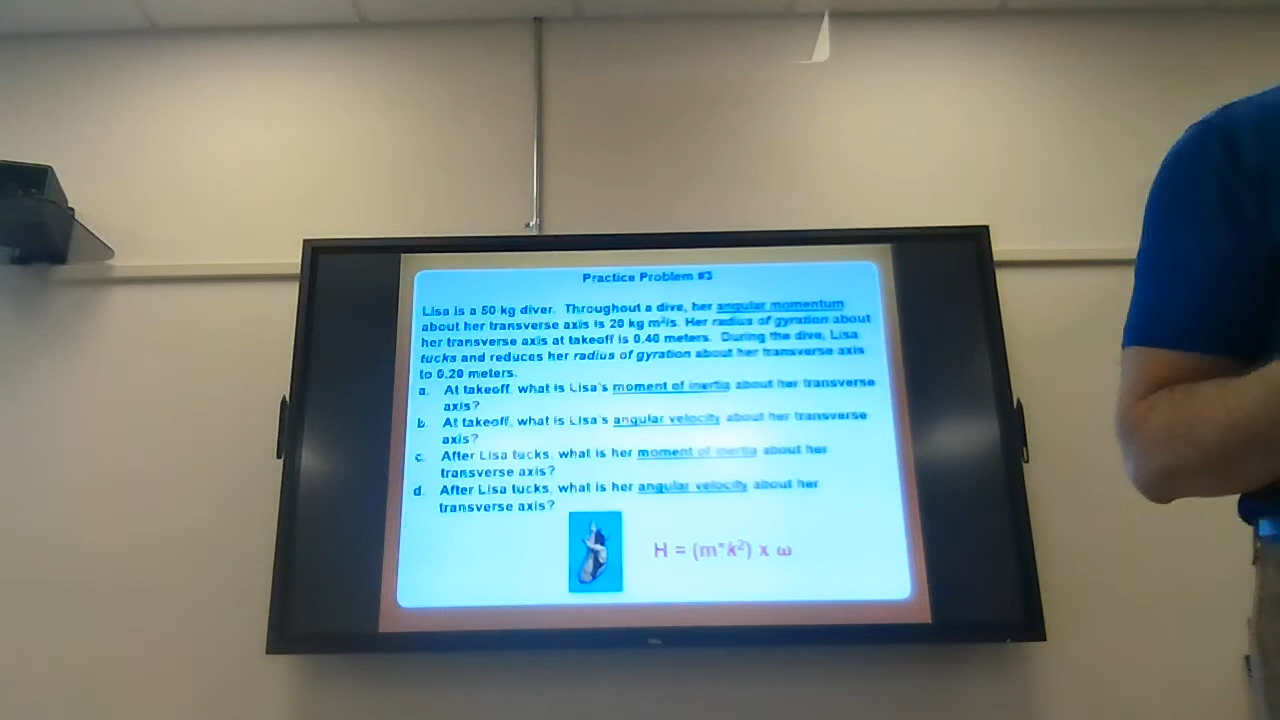 Practice Problem #3
Lisa is a 50 kg diver. Throughout a dive, her angular momentum
about her transverse axis is 20 kg m²/s. Her radius of gyration about
her transverse axis at takeoff is 0.40 meters. During the dive, Lisa
tucks and reduces her radius of gyration about her transverse axis
to 0.20 meters.
a. At takeoff, what is Lisa's moment of inertia about her transverse
axis?
b. At takeoff, what is Lisa's angular velocity about her transverse
axis?
c. After Lisa tucks, what is her moment of inertia about her
transverse axis?
d. After Lisa tucks, what is her angular velocity about her
transverse axis?
H = (m*k²) x ω